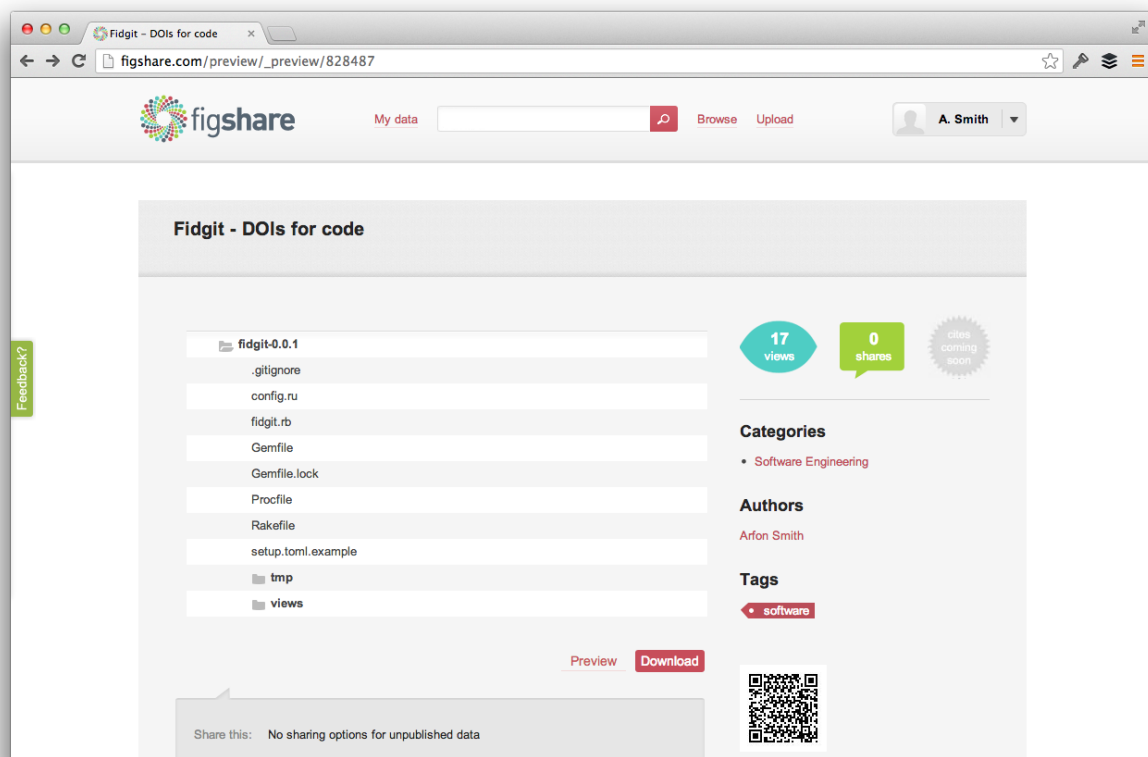 Fidgit – DOIs for code
figshare.com/preview/_preview/828487
figshare
My data
Browse
Upload
A. Smith
Fidgit - DOIs for code
Feedback?
fidgit-0.0.1
.gitignore
config.ru
fidgit.rb
Gemfile
Gemfile.lock
Procfile
Rakefile
setup.toml.example
tmp
views
Preview
Download
Share this: No sharing options for unpublished data
17
views
0
shares
cites
coming
soon
Categories
• Software Engineering
Authors
Arfon Smith
Tags
software